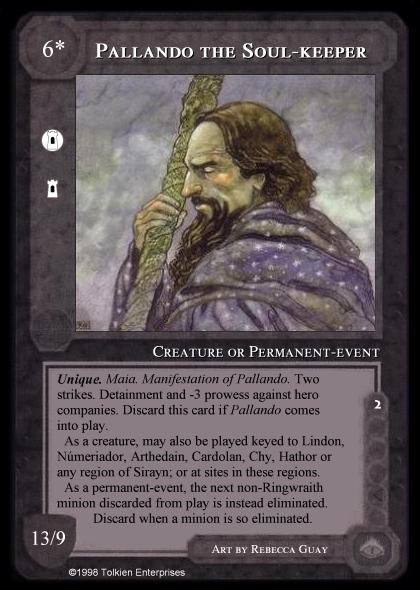 6*
PALLANDO THE SOUL-KEEPER
CREATURE OR PERMANENT-EVENT
Unique. Maia. Manifestation of Pallando. Two
strikes. Detainment and -3 prowess against hero
companies. Discard this card if Pallando comes
into play.
As a creature, may also be played keyed to Lindon,
Númeriador, Arthedain, Cardolan, Chy, Hathor or
any region of Sirayn; or at sites in these regions.
As a permanent-event, the next non-Ringwraith
minion discarded from play is instead eliminated.
Discard when a minion is so eliminated.
2
13/9
ART BY REBECCA GUAY
©1998 Tolkien Enterprises